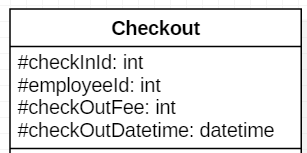 Checkout
#checkInId: int
#employeeId: int
#checkOutFee: int
#checkOutDatetime: datetime